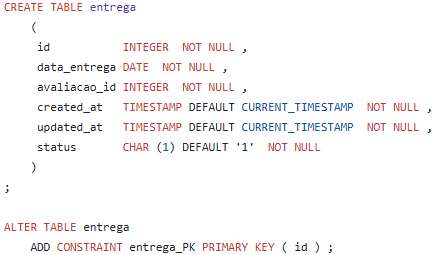 CREATE TABLE entrega
(
id INTEGER NOT NULL ,
data_entrega DATE NOT NULL ,
avaliacao_id INTEGER NOT NULL ,
created_at TIMESTAMP DEFAULT CURRENT_TIMESTAMP NOT NULL ,
updated_at TIMESTAMP DEFAULT CURRENT_TIMESTAMP NOT NULL ,
status CHAR (1) DEFAULT '1' NOT NULL
)
;
ALTER TABLE entrega
ADD CONSTRAINT entrega_PK PRIMARY KEY ( id ) ;